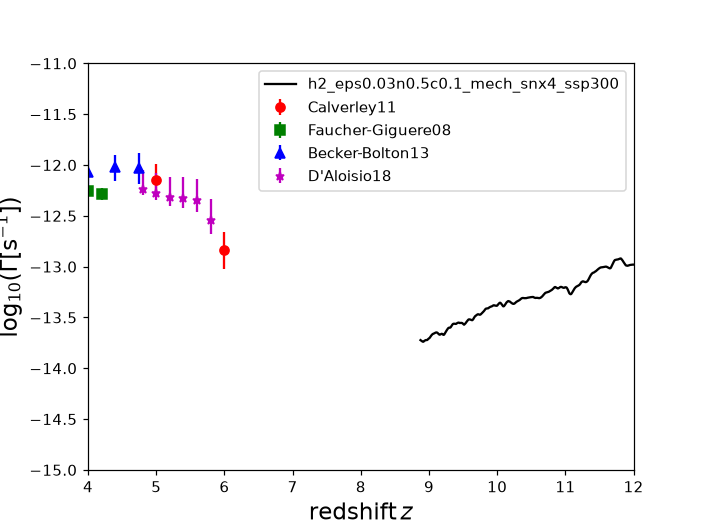 −11.0
−11.5
−12.0
−12.5
−13.0
−13.5
−14.0
−14.5
−15.0
log₁₀(Γ[s⁻¹])
h2_eps0.03n0.5c0.1_mech_snx4_ssp300
Calverley11
Faucher-Giguere08
Becker-Bolton13
D'Aloisio18
4 5 6 7 8 9 10 11 12
redshift z